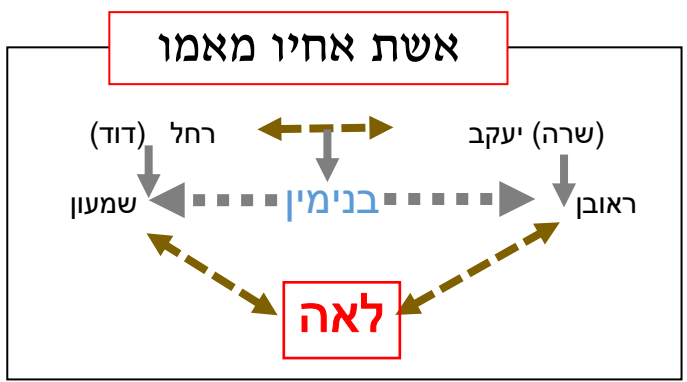 אשת אחיו מאמו
(שרה) יעקב רחל (דוד)
ראובן בנימין שמעון
לאה